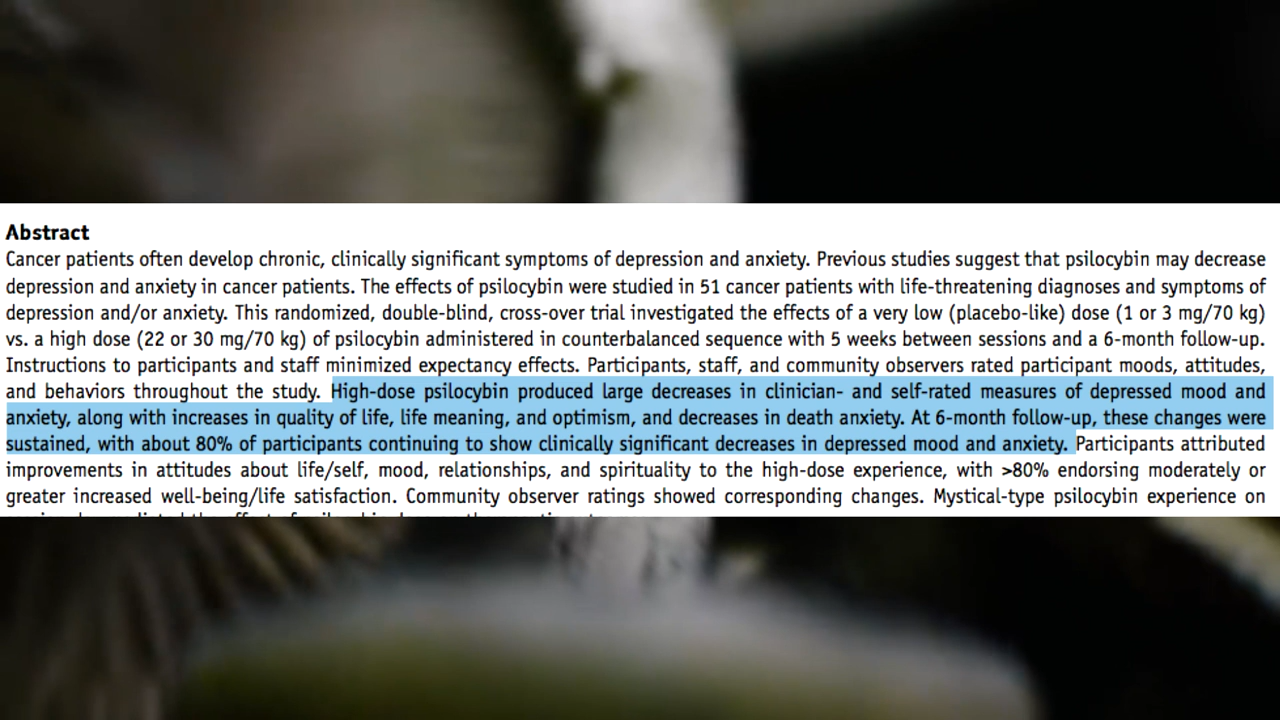 Abstract
Cancer patients often develop chronic, clinically significant symptoms of depression and anxiety. Previous studies suggest that psilocybin may decrease
depression and anxiety in cancer patients. The effects of psilocybin were studied in 51 cancer patients with life-threatening diagnoses and symptoms of
depression and/or anxiety. This randomized, double-blind, cross-over trial investigated the effects of a very low (placebo-like) dose (1 or 3 mg/70 kg)
vs. a high dose (22 or 30 mg/70 kg) of psilocybin administered in counterbalanced sequence with 5 weeks between sessions and a 6-month follow-up.
Instructions to participants and staff minimized expectancy effects. Participants, staff, and community observers rated participant moods, attitudes,
and behaviors throughout the study. High-dose psilocybin produced large decreases in clinician- and self-rated measures of depressed mood and
anxiety, along with increases in quality of life, life meaning, and optimism, and decreases in death anxiety. At 6-month follow-up, these changes were
sustained, with about 80% of participants continuing to show clinically significant decreases in depressed mood and anxiety. Participants attributed
improvements in attitudes about life/self, mood, relationships, and spirituality to the high-dose experience, with >80% endorsing moderately or
greater increased well-being/life satisfaction. Community observer ratings showed corresponding changes. Mystical-type psilocybin experience on